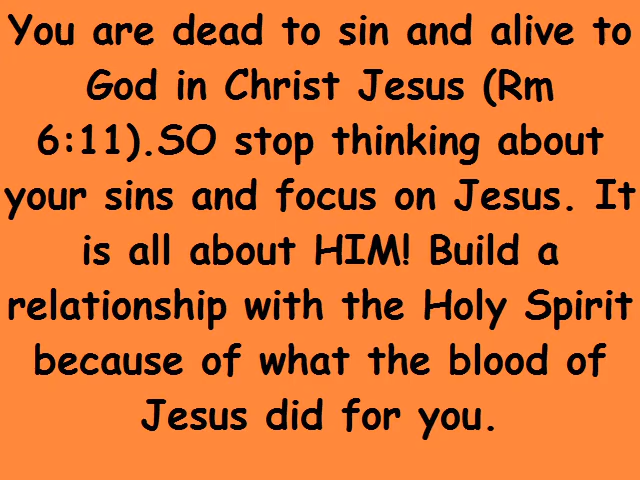 You are dead to sin and alive to
God in Christ Jesus (Rm
6:11).SO stop thinking about
your sins and focus on Jesus. It
is all about HIM! Build a
relationship with the Holy Spirit
because of what the blood of
Jesus did for you.